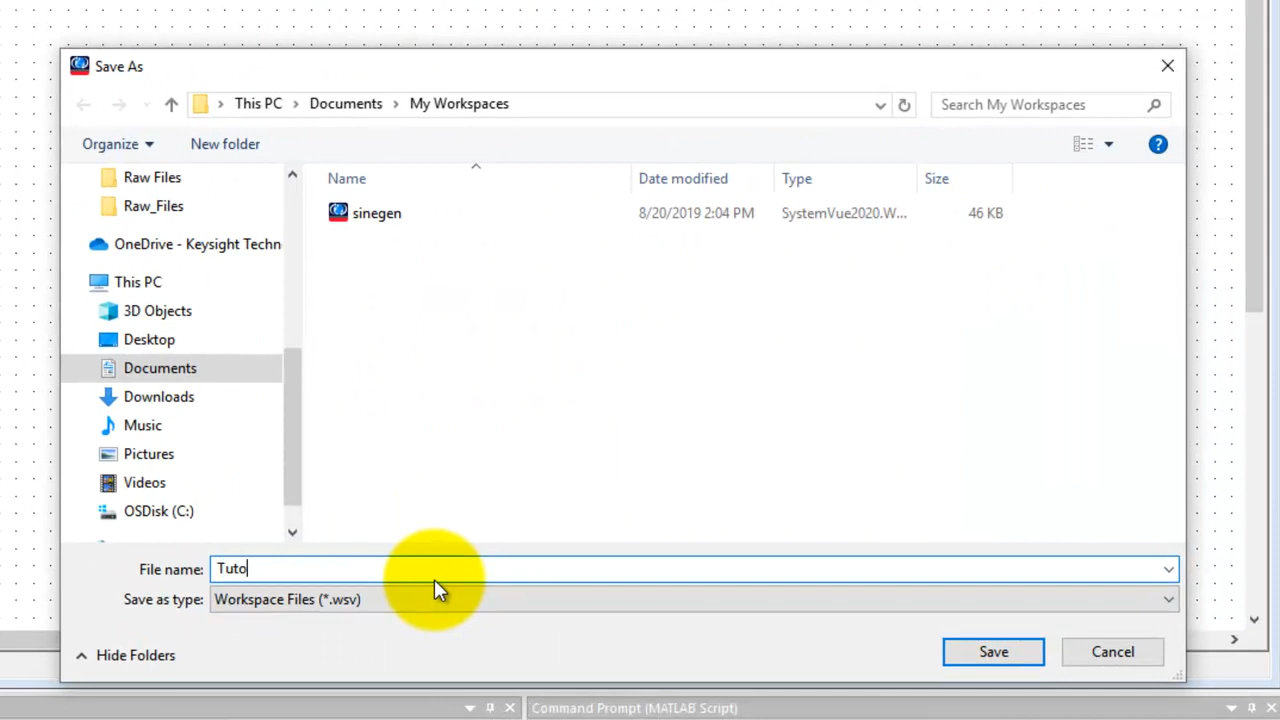 Save As
This PC > Documents > My Workspaces
Search My Workspaces
Organize
New folder
Raw Files
Raw_Files
OneDrive - Keysight Techn
This PC
3D Objects
Desktop
Documents
Downloads
Music
Pictures
Videos
OSDisk (C:)
Name Date modified Type Size
sinegen 8/20/2019 2:04 PM SystemVue2020.W... 46 KB
File name: Tuto
Save as type: Workspace Files (*.wsv)
Hide Folders
Save
Cancel
Command Prompt (MATLAB Script)